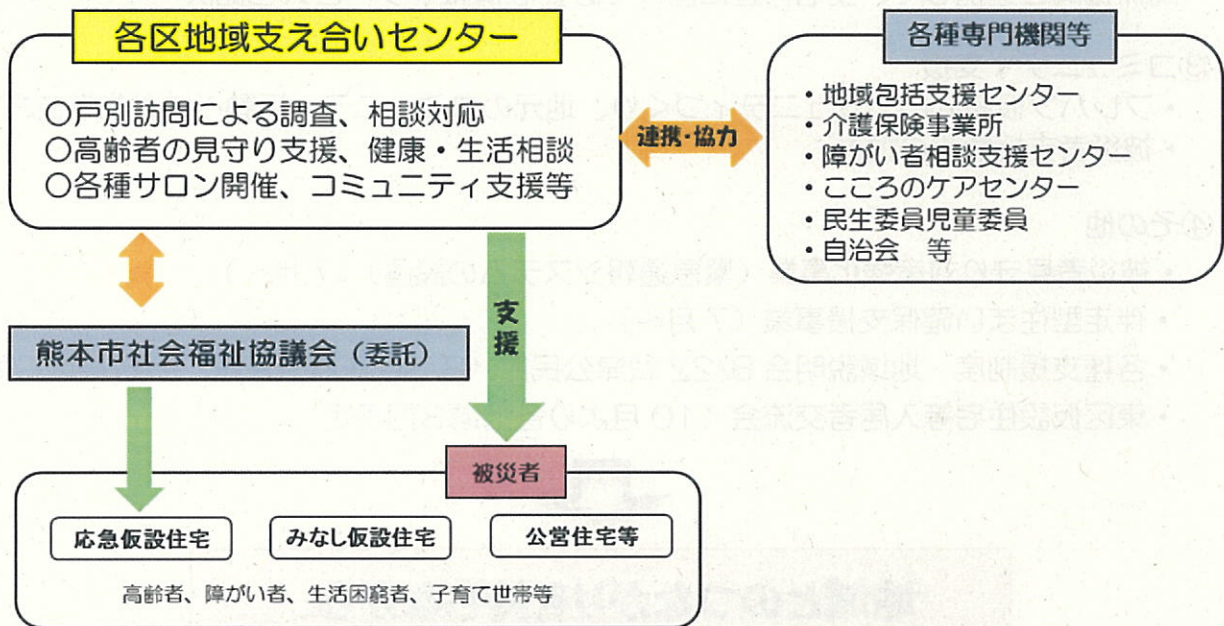 各区地域支え合いセンター
○戸別訪問による調査、相談対応
○高齢者の見守り支援、健康・生活相談
○各種サロン開催、コミュニティ支援等
連携・協力
各種専門機関等
・地域包括支援センター
・介護保険事業所
・障がい者相談支援センター
・こころのケアセンター
・民生委員児童委員
・自治会　等
支援
熊本市社会福祉協議会（委託）
被災者
応急仮設住宅
みなし仮設住宅
公営住宅等
高齢者、障がい者、生活困窮者、子育て世帯等